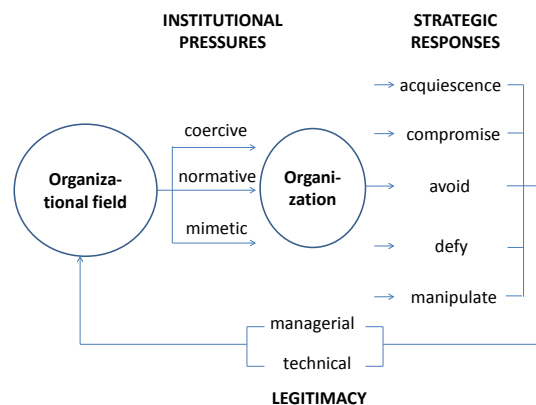 INSTITUTIONAL
PRESSURES
STRATEGIC
RESPONSES
acquiescence
coercive
compromise
Organiza-
tional field
normative
Organi-
zation
avoid
mimetic
defy
manipulate
managerial
technical
LEGITIMACY